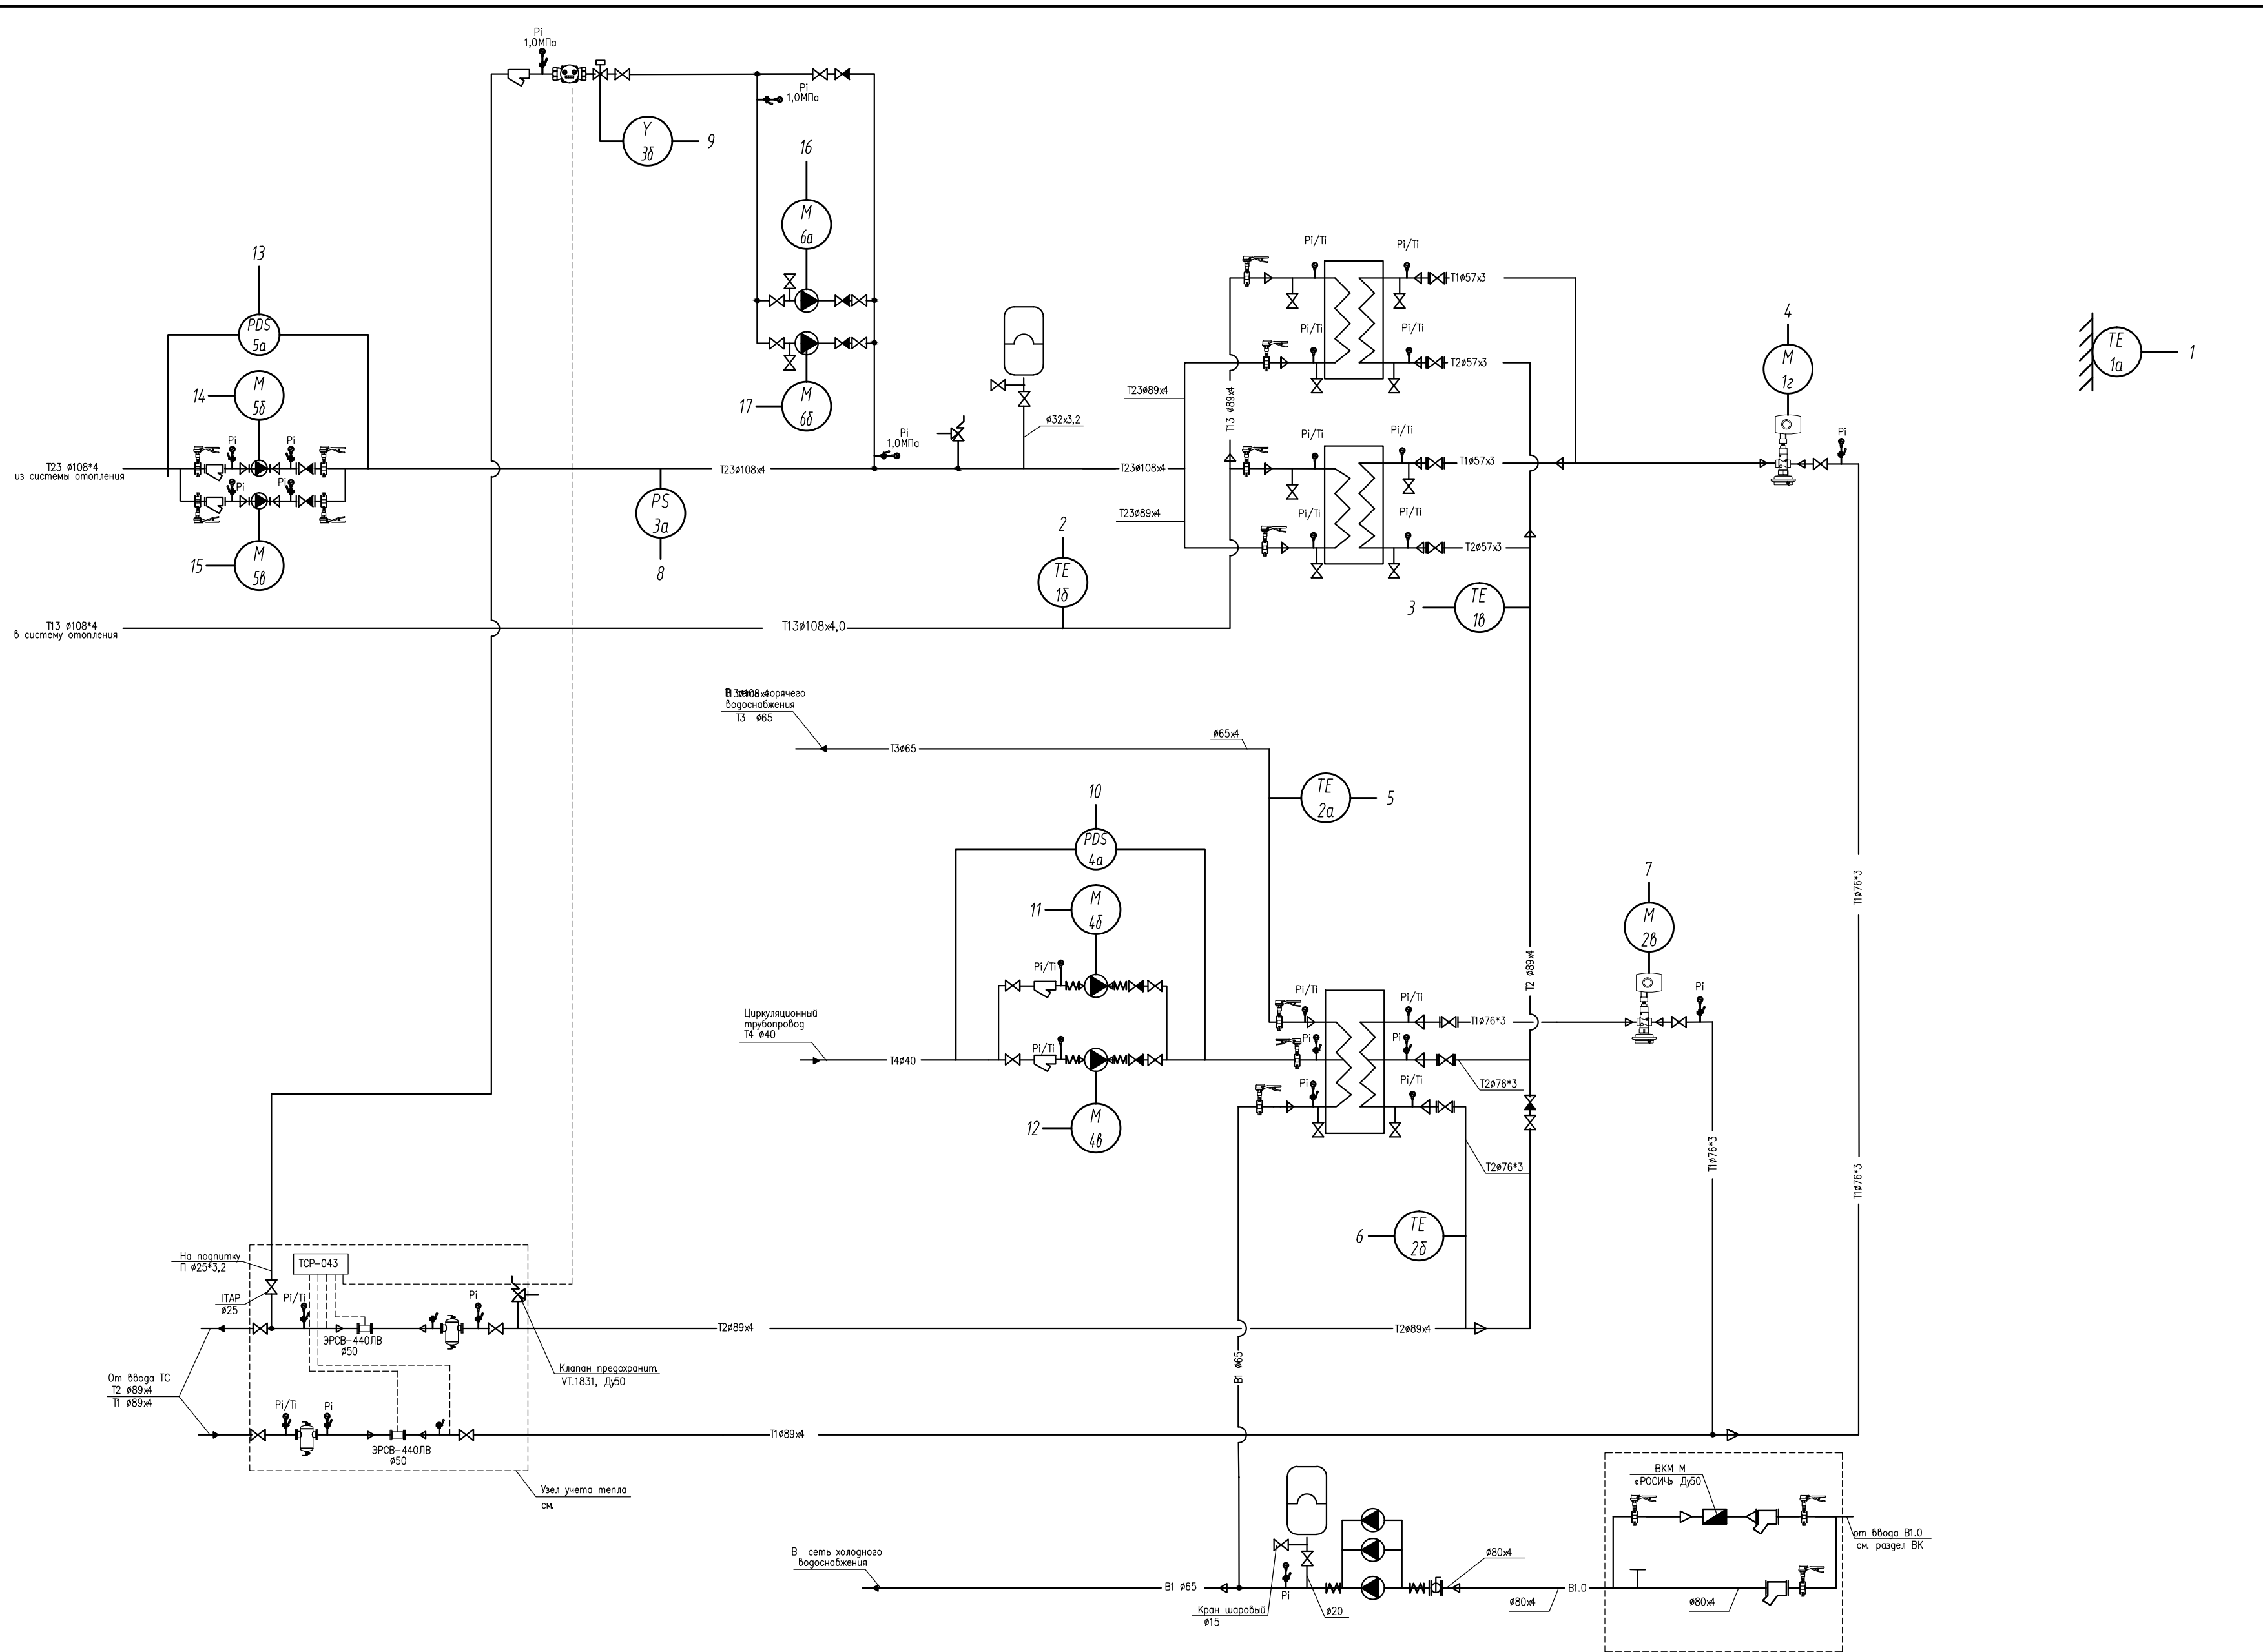 Pi
1,0МПа
Pi
1,0МПа
Y
3б
9
16
М
6а
13
PDS
5а
14
М
5б
17
М
6б
Pi
1,0МПа
Pi
Pi
Pi
Pi
Т23 ø108*4
из системы отопления
Т23ø108х4
PS
3а
8
15
М
5в
Т13 ø108*4
в систему отопления
Т13ø108х4,0
2
ТЕ
1б
ø32х3,2
Т23ø108х4
Т23ø89х4
Т23ø89х4
Т13 ø89х4
Pi/Ti
Pi/Ti
Т1ø57х3
Pi/Ti
Pi/Ti
Т2ø57х3
Pi/Ti
Pi/Ti
Т1ø57х3
Pi/Ti
Pi/Ti
Т2ø57х3
3
ТЕ
1в
4
М
1г
Pi
ТЕ
1а
1
водоснабжения
Т3 ø65
Т3ø65
ø65х4
ТЕ
2а
5
10
PDS
4а
11
М
4б
Pi/Ti
Pi/Ti
12
М
4в
Циркуляционный
трубопровод
Т4 ø40
Т4ø40
Pi/Ti
Pi/Ti
Т1ø76*3
Pi
Pi
Т2ø76*3
Pi
Pi/Ti
Т2ø76*3
Т2 ø89х4
7
М
2в
Pi
Т1ø76*3
Т1ø76*3
Т1ø76*3
6
ТЕ
2б
На подпитку
П ø25*3,2
ТСР-043
ITAP
ø25
Pi/Ti
Pi
ЭРСВ-440ЛВ
ø50
Т2ø89х4
Т2ø89х4
Клапан предохранит.
VT.1831, Ду50
От ввода ТС
Т2 ø89х4
Т1 ø89х4
Pi/Ti
Pi
ЭРСВ-440ЛВ
ø50
Т1ø89х4
Узел учета тепла
см.
В1 ø65
ВКМ М
«РОСИЧ» Ду50
от ввода В1.0
см. раздел ВК
В сеть холодного
водоснабжения
В1 ø65
Pi
Кран шаровый
ø15
ø20
ø80х4
ø80х4
В1.0
ø80х4